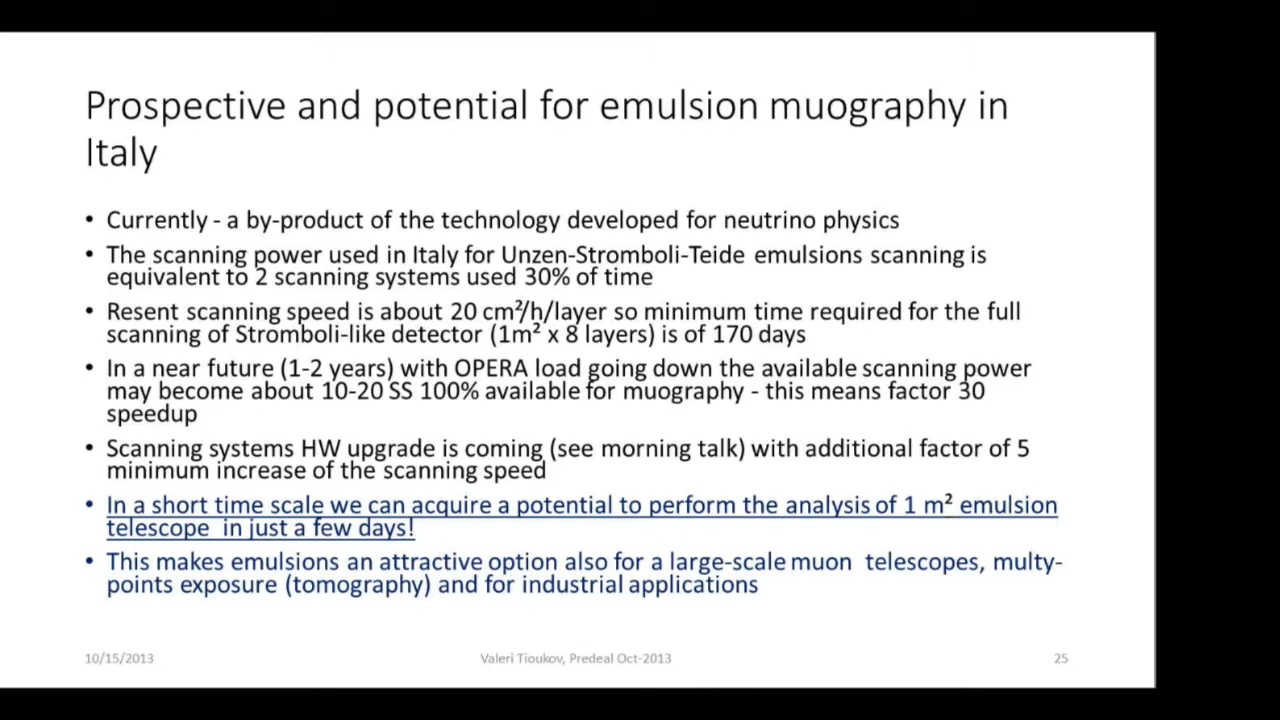 Prospective and potential for emulsion muography in
Italy
• Currently - a by-product of the technology developed for neutrino physics
• The scanning power used in Italy for Unzen-Stromboli-Teide emulsions scanning is
equivalent to 2 scanning systems used 30% of time
• Resent scanning speed is about 20 cm²/h/layer so minimum time required for the full
scanning of Stromboli-like detector (1m² x 8 layers) is of 170 days
• In a near future (1-2 years) with OPERA load going down the available scanning power
may become about 10-20 SS 100% available for muography - this means factor 30
speedup
• Scanning systems HW upgrade is coming (see morning talk) with additional factor of 5
minimum increase of the scanning speed
• In a short time scale we can acquire a potential to perform the analysis of 1 m² emulsion
telescope in just a few days!
• This makes emulsions an attractive option also for a large-scale muon telescopes, multy-
points exposure (tomography) and for industrial applications
10/15/2013
Valeri Tioukov, Predeal Oct-2013
25